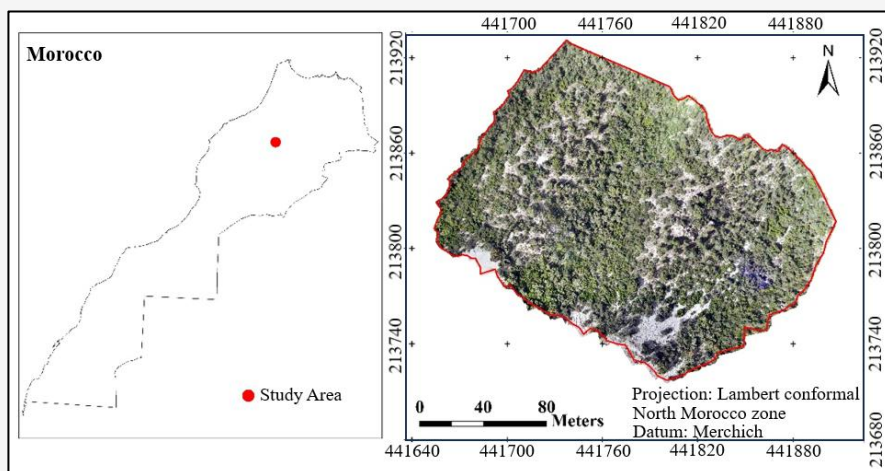 Morocco
Study Area
441700 441760 441820 441880
213920
213860
213800
213740
N
213920
213860
213800
213740
213680
0 40 80 Meters
Projection: Lambert conformal
North Morocco zone
Datum: Merchich
441640 441700 441760 441820 441880